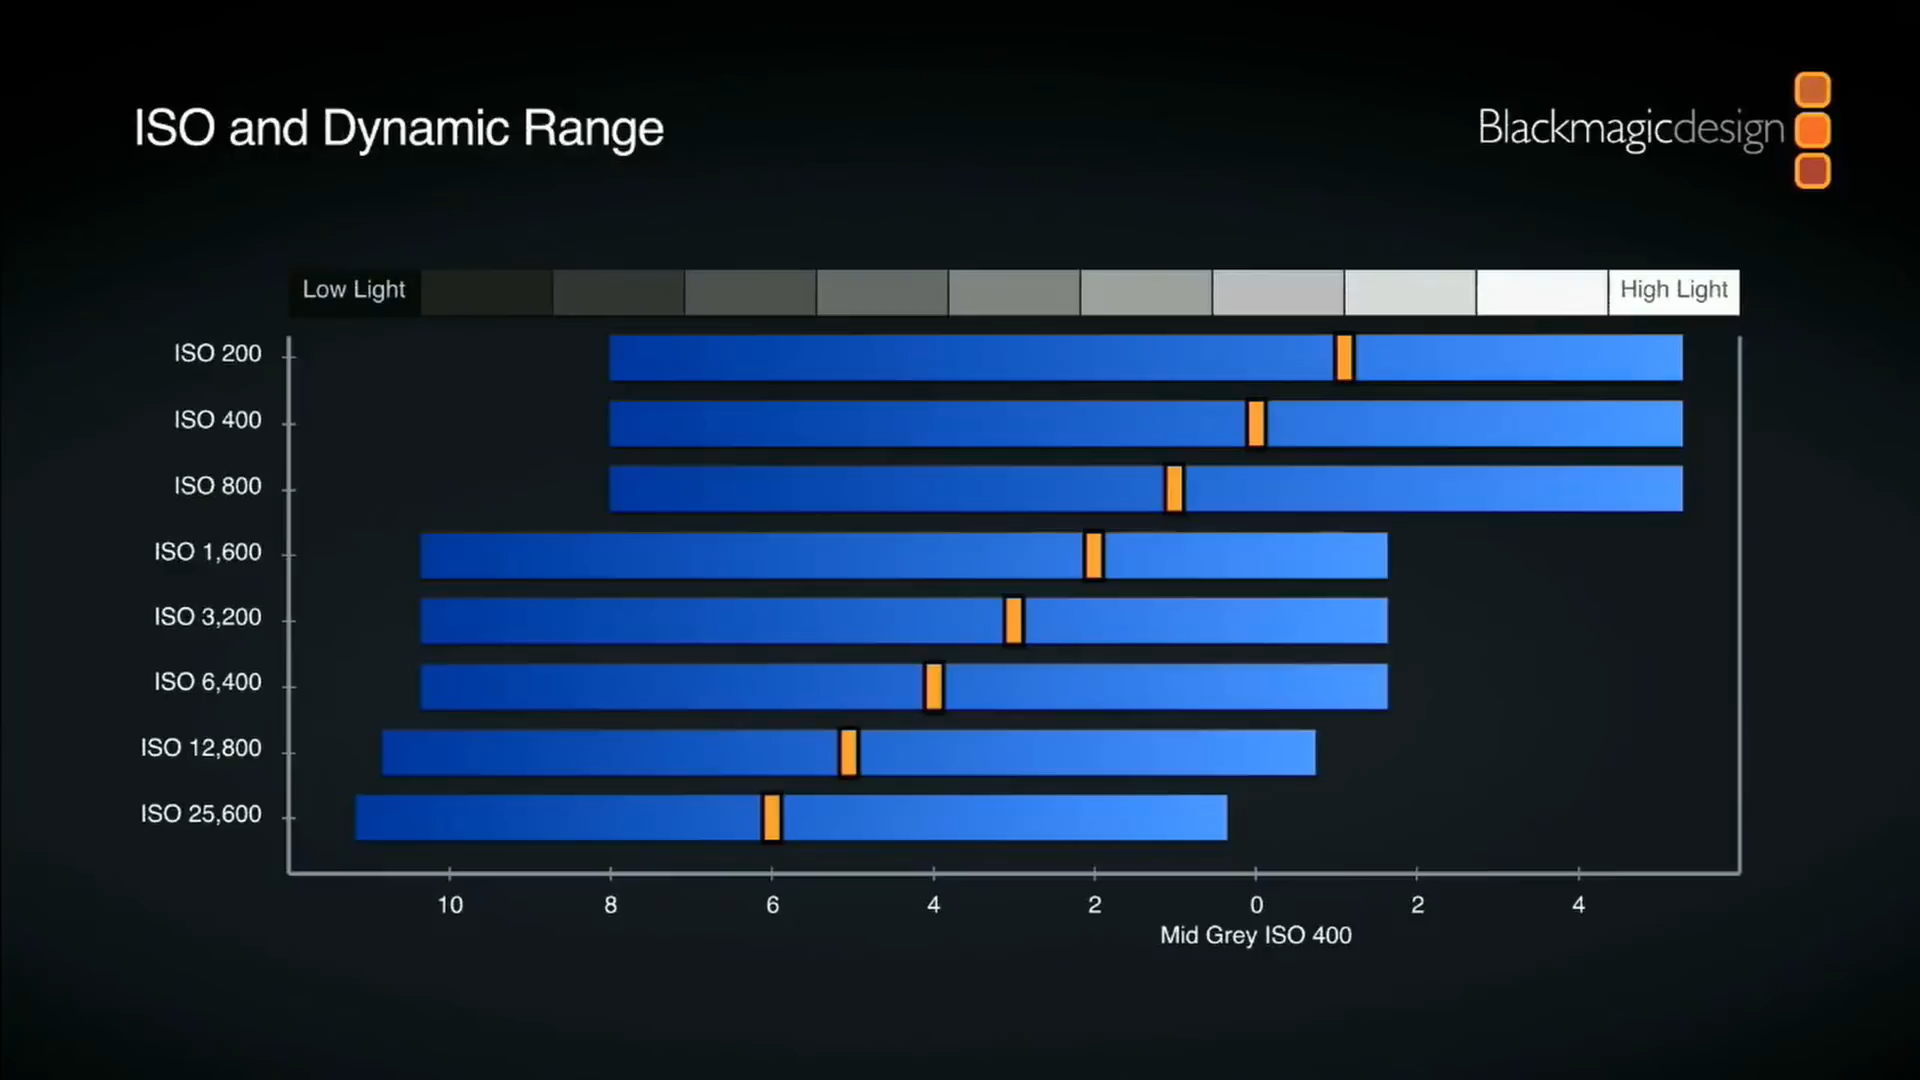 ISO and Dynamic Range
Blackmagicdesign
Low Light
High Light
ISO 200
ISO 400
ISO 800
ISO 1,600
ISO 3,200
ISO 6,400
ISO 12,800
ISO 25,600
10 8 6 4 2 0 2 4
Mid Grey ISO 400